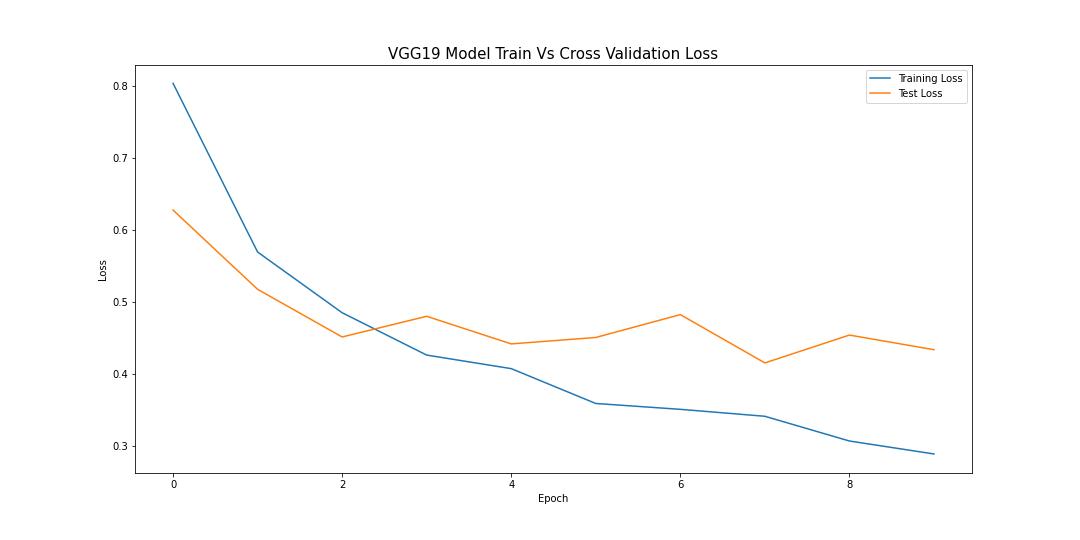 VGG19 Model Train Vs Cross Validation Loss
Training Loss
Test Loss
0.8
0.7
0.6
0.5
0.4
0.3
Loss
0 2 4 6 8
Epoch